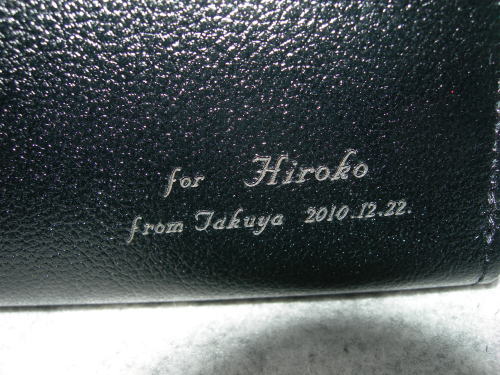 for Hiroko
from Takuya 2010.12.22.